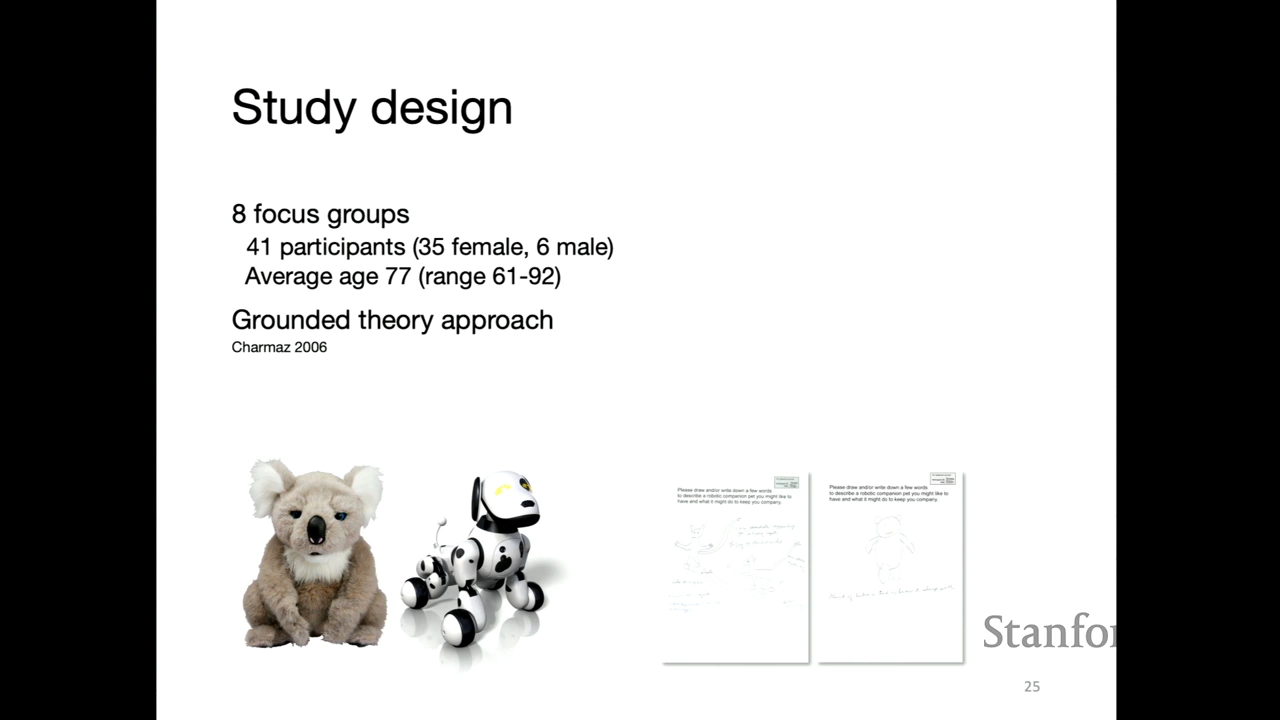 Study design
8 focus groups
41 participants (35 female, 6 male)
Average age 77 (range 61-92)
Grounded theory approach
Charmaz 2006
Please draw and/or write down a few words
to describe a robotic companion pet you might like to
have and what it might do to keep you company.
Please draw and/or write down a few words
to describe a robotic companion pet you might like to
have and what it might do to keep you company.
Stanfor
25